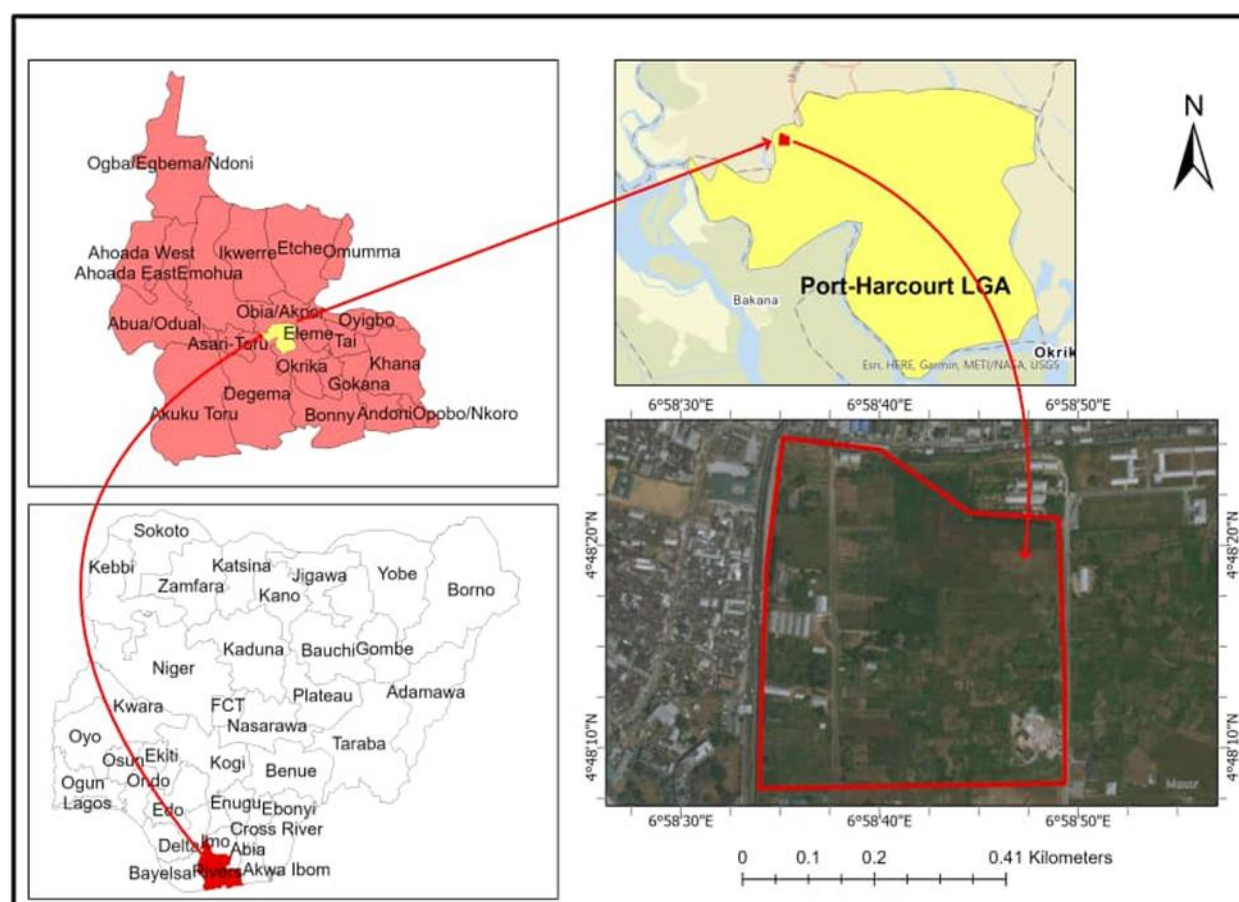 Ogba/Egbema/Ndoni
Ahoada West
Ikwerre
Etche
Omumma
Ahoada East
Emohua
Obia/Akpor
Abua/Odual
Oyigbo
Asari-Toru
Eleme
Tai
Okrika
Khana
Degema
Gokana
Akuku Toru
Bonny
Andoni
Opobo/Nkoro
N
Port-Harcourt LGA
Bakana
Okrik
Esri, HERE, Garmin, METI/NASA, USGS
6°58'30"E 6°58'40"E 6°58'50"E
4°48'20"N 4°48'20"N
4°48'10"N 4°48'10"N
Maxar
6°58'30"E 6°58'40"E 6°58'50"E
0 0.1 0.2 0.41 Kilometers
Sokoto
Kebbi
Katsina
Jigawa
Yobe
Borno
Zamfara
Kano
Kaduna
Bauchi
Gombe
Niger
Adamawa
Plateau
Kwara
FCT
Nasarawa
Taraba
Oyo
Osun
Ekiti
Kogi
Benue
Ogun
Ondo
Lagos
Edo
Enugu
Ebonyi
Cross River
Delta
Imo
Abia
Bayelsa
Rivers
Akwa Ibom